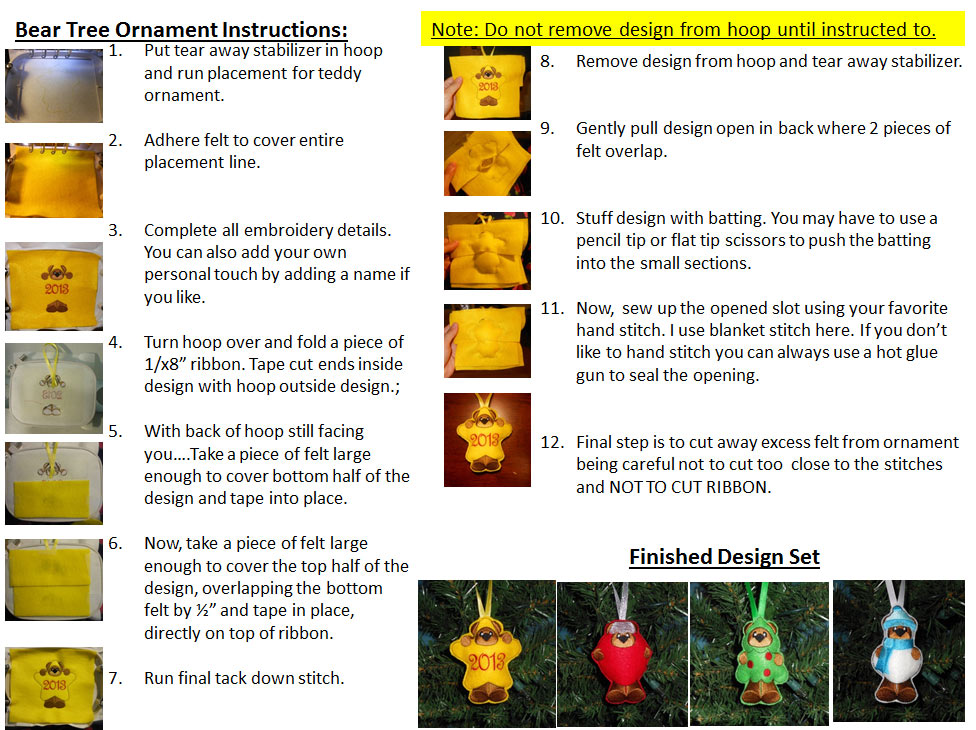 Bear Tree Ornament Instructions:
1. Put tear away stabilizer in hoop
and run placement for teddy
ornament.
2. Adhere felt to cover entire
placement line.
3. Complete all embroidery details.
You can also add your own
personal touch by adding a name if
you like.
4. Turn hoop over and fold a piece of
1/x8” ribbon. Tape cut ends inside
design with hoop outside design.;
5. With back of hoop still facing
you….Take a piece of felt large
enough to cover bottom half of the
design and tape into place.
6. Now, take a piece of felt large
enough to cover the top half of the
design, overlapping the bottom
felt by ½” and tape in place,
directly on top of ribbon.
7. Run final tack down stitch.
Note: Do not remove design from hoop until instructed to.
8. Remove design from hoop and tear away stabilizer.
9. Gently pull design open in back where 2 pieces of
felt overlap.
10. Stuff design with batting. You may have to use a
pencil tip or flat tip scissors to push the batting
into the small sections.
11. Now,  sew up the opened slot using your favorite
hand stitch. I use blanket stitch here. If you don’t
like to hand stitch you can always use a hot glue
gun to seal the opening.
12. Final step is to cut away excess felt from ornament
being careful not to cut too  close to the stitches
and NOT TO CUT RIBBON.
Finished Design Set
2013
2013
2013
2013
2013